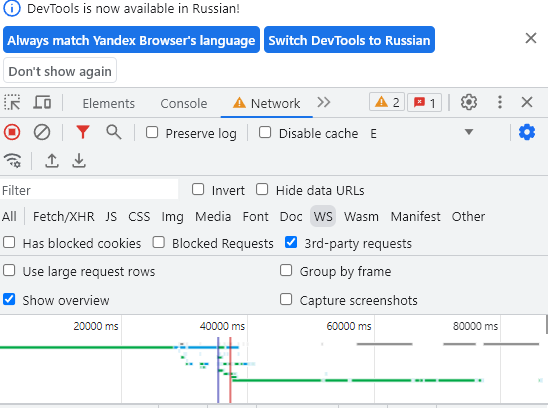 DevTools is now available in Russian!
Always match Yandex Browser's language Switch DevTools to Russian
Don't show again
Elements Console Network 2 1
Preserve log Disable cache E
Filter Invert Hide data URLs
All Fetch/XHR JS CSS Img Media Font Doc WS Wasm Manifest Other
Has blocked cookies Blocked Requests 3rd-party requests
Use large request rows Group by frame
Show overview Capture screenshots
20000 ms 40000 ms 60000 ms 80000 ms